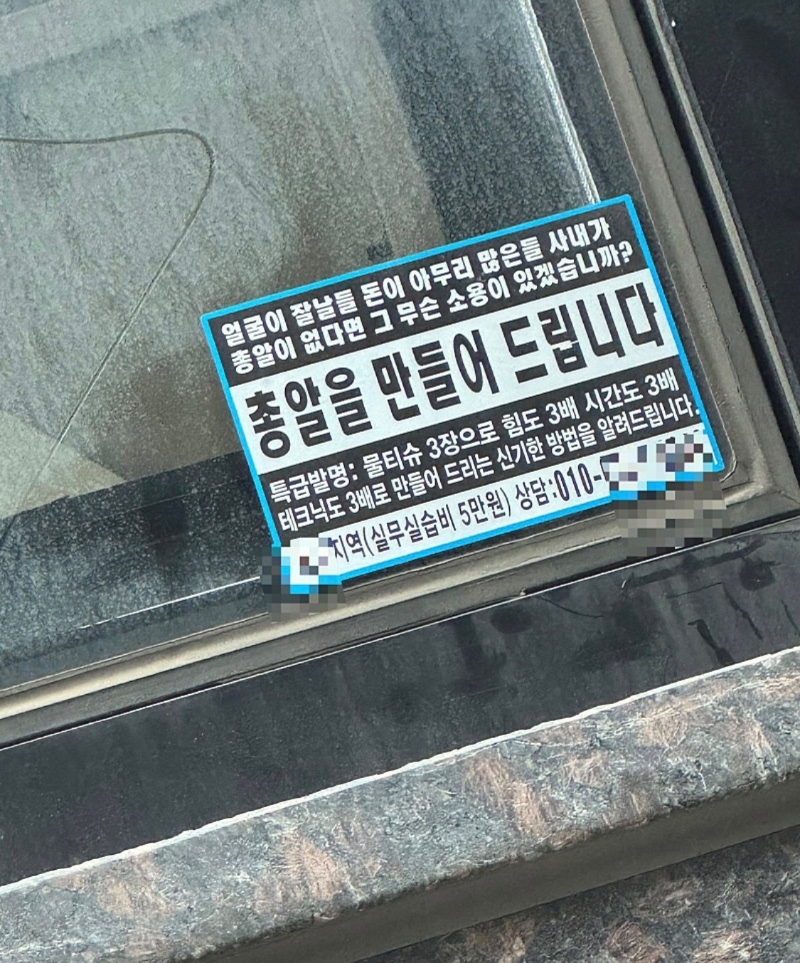 얼굴이 잘날들 돈이 아무리 많은들 사내가
총알이 없다면 그 무슨 소용이 있겠습니까?
총알을 만들어 드립니다
특급발명: 물티슈 3장으로 힘도 3배 시간도 3배
테크닉도 3배로 만들어 드리는 신기한 방법을 알려드립니다.
지역(실무실습비 5만원) 상담:010-